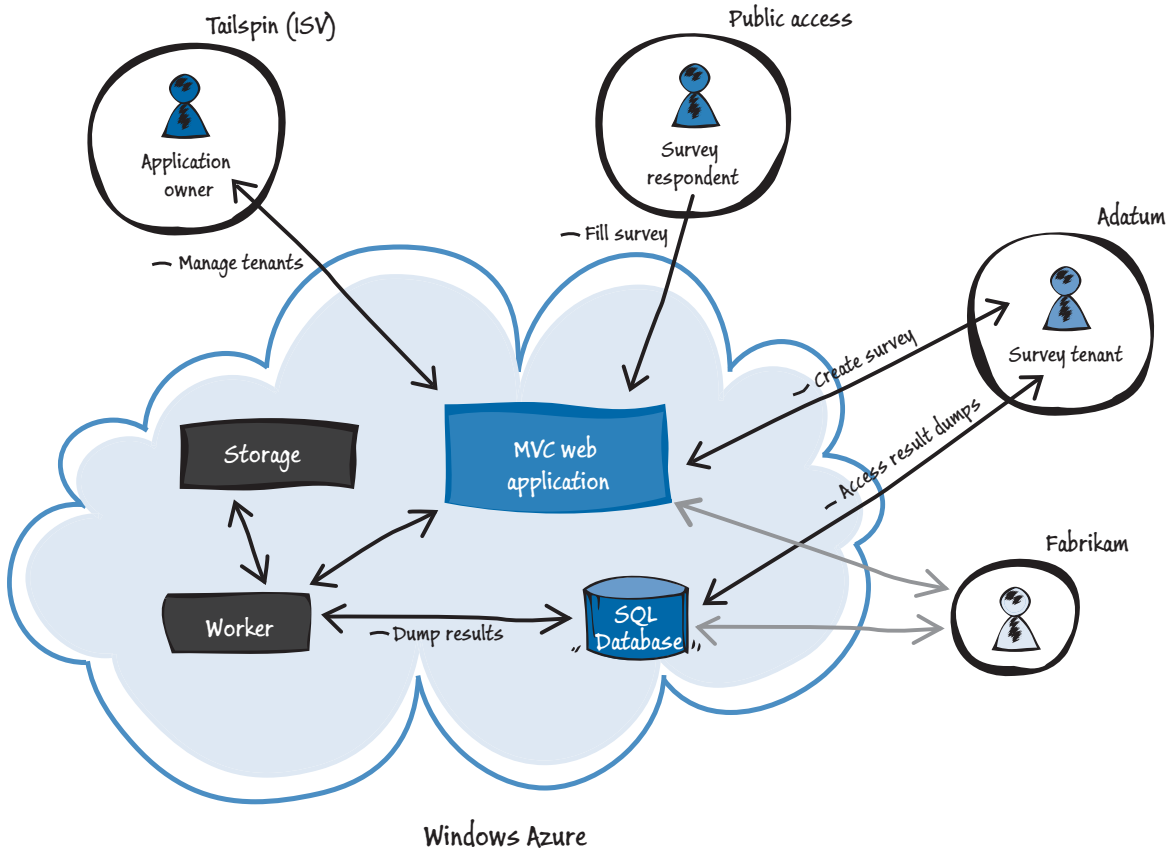 Tailspin (ISV)
Public access
Application
owner
Survey
respondent
Adatum
– Fill survey
– Manage tenants
Survey tenant
– Create survey
– Access result dumps
Storage
MVC web
application
Fabrikam
Worker
– Dump results
SQL
Database
Windows Azure